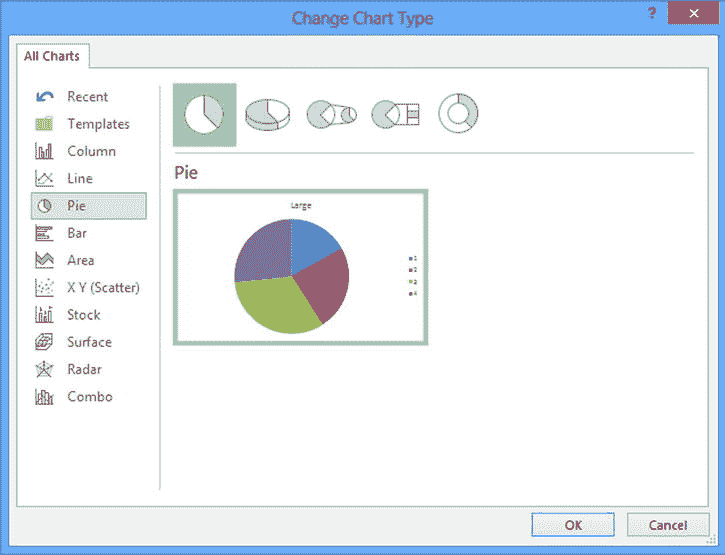 Change Chart Type
?
All Charts
Recent
Templates
Column
Line
Pie
Bar
Area
X Y (Scatter)
Stock
Surface
Radar
Combo
Pie
Large
1
2
3
4
OK
Cancel